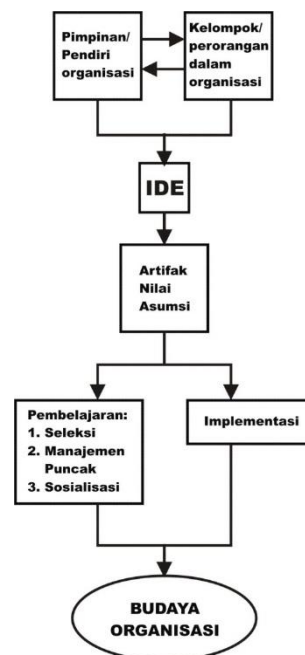 Pimpinan/
Pendiri
organisasi
Kelompok/
perorongan
dalam
organisasi
IDE
Artifak
Nilai
Asumsi
Pembelajaran:
1. Seleksi
2. Manajemen
Puncak
3. Sosialisasi
Implementasi
BUDAYA
ORGANISASI